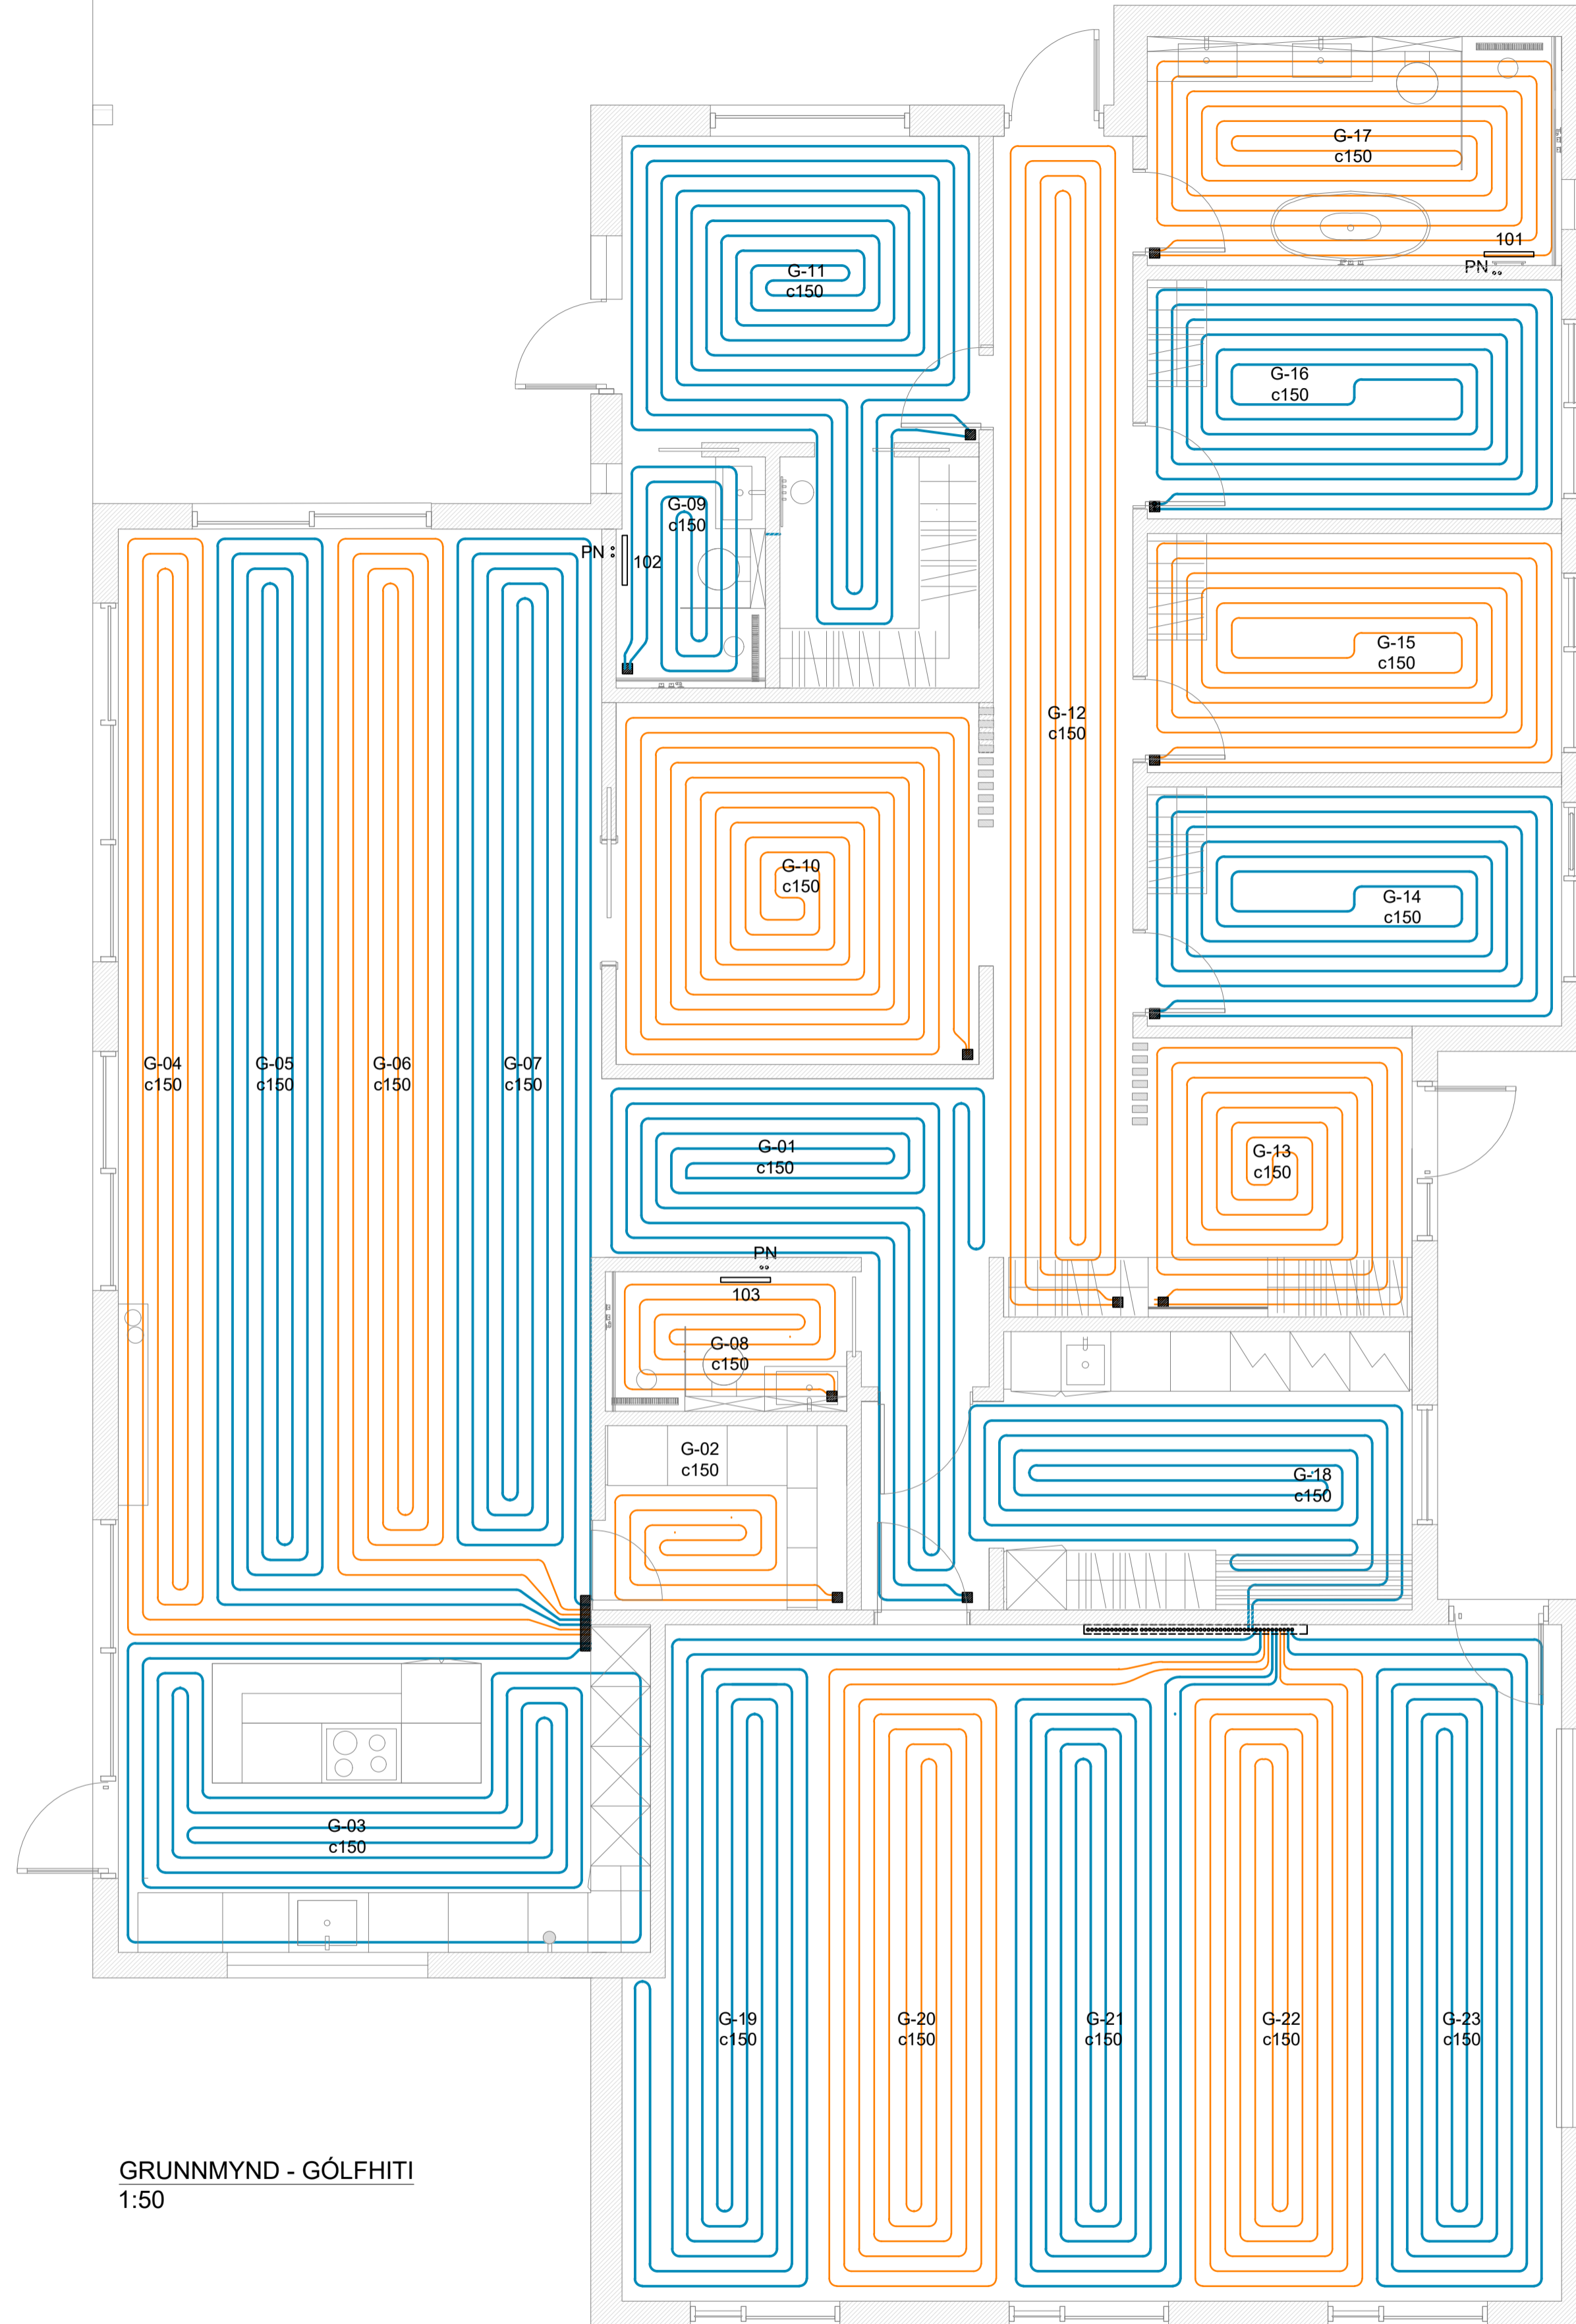 G-17
c150
101
PN
G-11
c150
G-16
c150
G-09
c150
PN
102
G-15
c150
G-12
c150
G-10
c150
G-14
c150
G-04
c150
G-05
c150
G-06
c150
G-07
c150
G-01
c150
G-13
c150
PN
103
G-08
c150
G-02
c150
G-18
c150
G-03
c150
G-19
c150
G-20
c150
G-21
c150
G-22
c150
G-23
c150
GRUNNMYND - GÓLFHITI
1:50